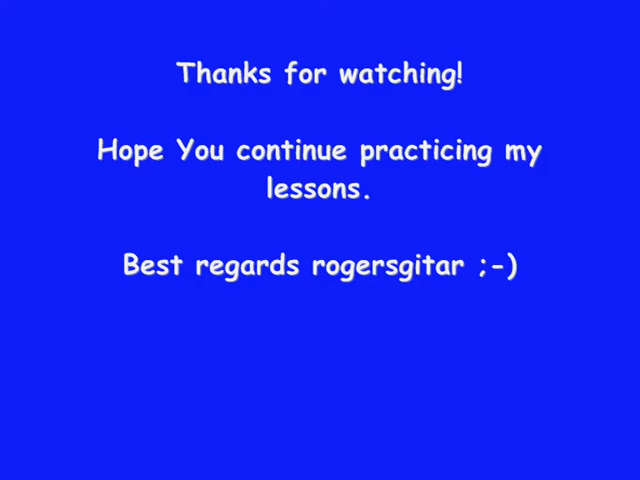 Thanks for watching!
Hope You continue practicing my
lessons.
Best regards rogersgitar ;-)